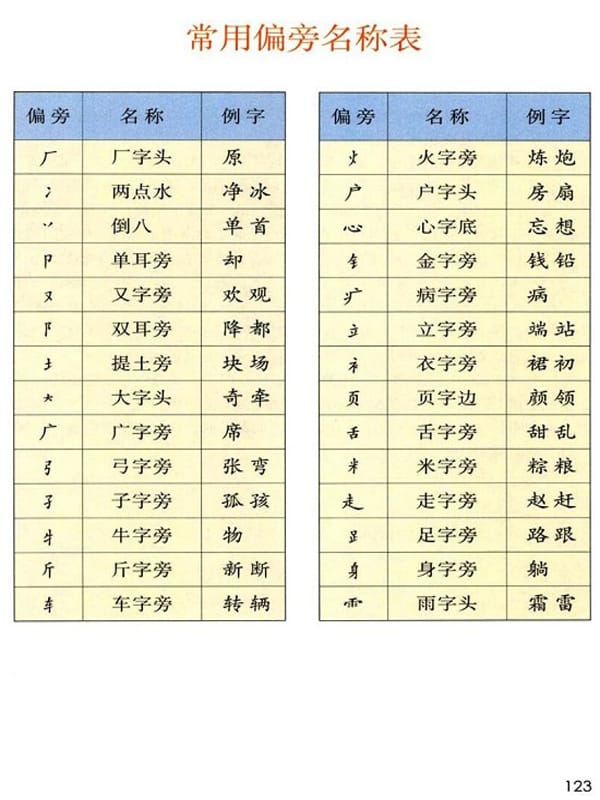 常用偏旁名称表
偏旁 名称 例字
厂 厂字头 原
冫 两点水 净 冰
丷 倒八 单 首
卩 单耳旁 却
又 又字旁 欢 观
阝 双耳旁 降 都
土 提土旁 块 场
大 大字头 奇 牵
广 广字旁 席
弓 弓字旁 张 弯
子 子字旁 孤 孩
牜 牛字旁 物
斤 斤字旁 新 断
车 车字旁 转 辆
偏旁 名称 例字
火 火字旁 炼 炮
户 户字头 房 扇
心 心字底 忘 想
钅 金字旁 钱 铅
疒 病字旁 病
立 立字旁 端 站
衤 衣字旁 裙 初
页 页字边 颜 领
舌 舌字旁 甜 乱
米 米字旁 粽 粮
走 走字旁 赵 赶
𧾷 足字旁 路 跟
身 身字旁 躺
⻗ 雨字头 霜 雷
123